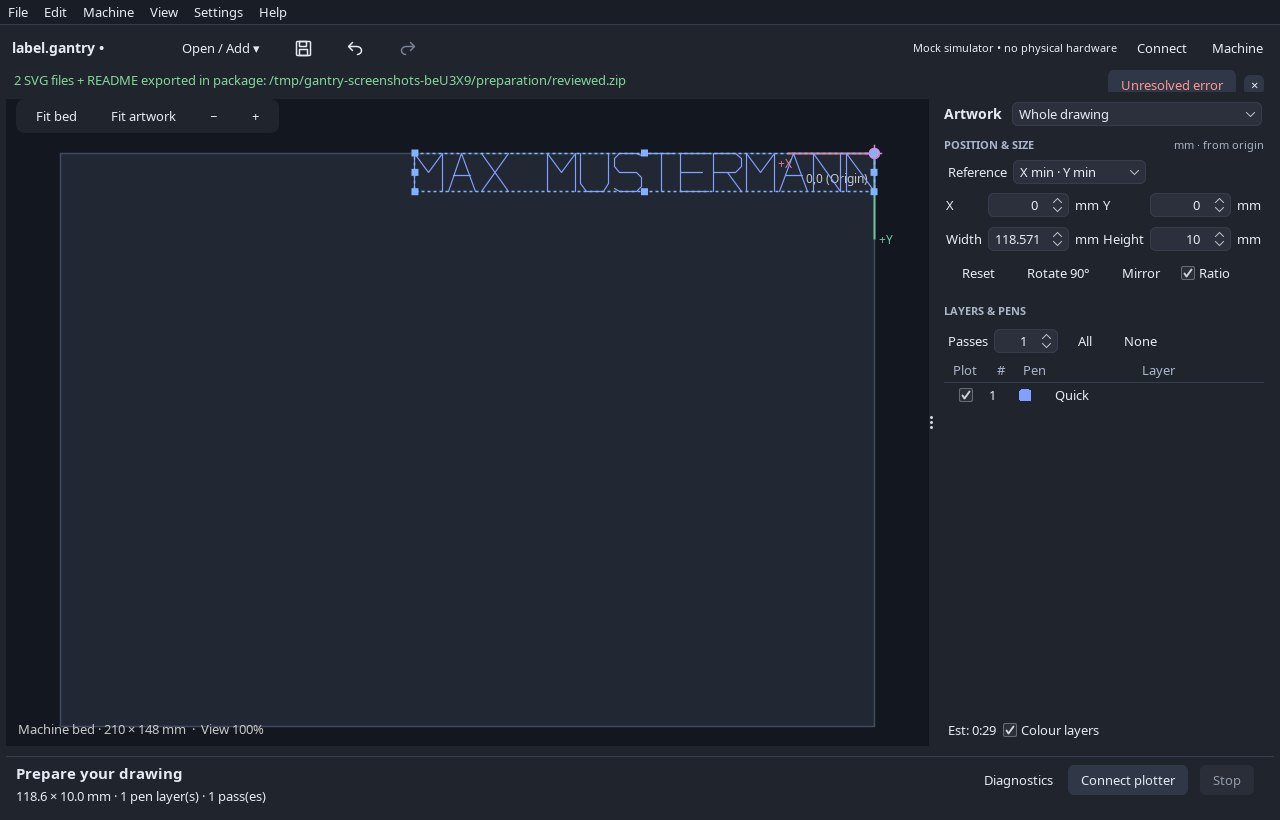 File Edit Machine View Settings Help
label.gantry • Open / Add ▾ Mock simulator • no physical hardware Connect Machine
2 SVG files + README exported in package: /tmp/gantry-screenshots-beU3X9/preparation/reviewed.zip Unresolved error ×
Fit bed Fit artwork − +
Artwork Whole drawing
POSITION & SIZE mm · from origin
Reference X min · Y min
X 0 mm Y 0 mm
Width 118.571 mm Height 10 mm
Reset Rotate 90° Mirror Ratio
LAYERS & PENS
Passes 1 All None
Plot # Pen Layer
1 Quick
MAX MUSTERMANN
+X
0,0 (Origin)
+Y
Machine bed · 210 × 148 mm · View 100%
Est: 0:29 Colour layers
Prepare your drawing
118.6 × 10.0 mm · 1 pen layer(s) · 1 pass(es)
Diagnostics Connect plotter Stop